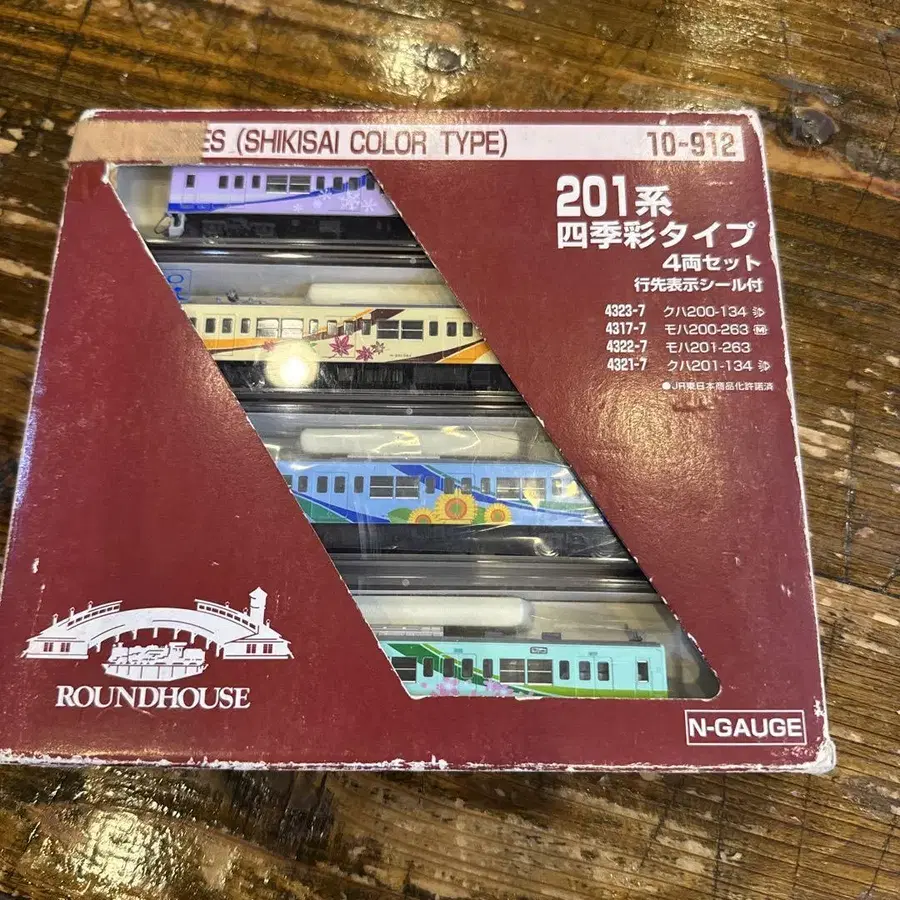 ES (SHIKISAI COLOR TYPE) 10-912
201系
四季彩タイプ
4両セット
行先表示シール付
4323-7 クハ200-134
4317-7 モハ200-263 M
4322-7 モハ201-263
4321-7 クハ201-134
●JR東日本商品化許諾済
ROUNDHOUSE
N-GAUGE